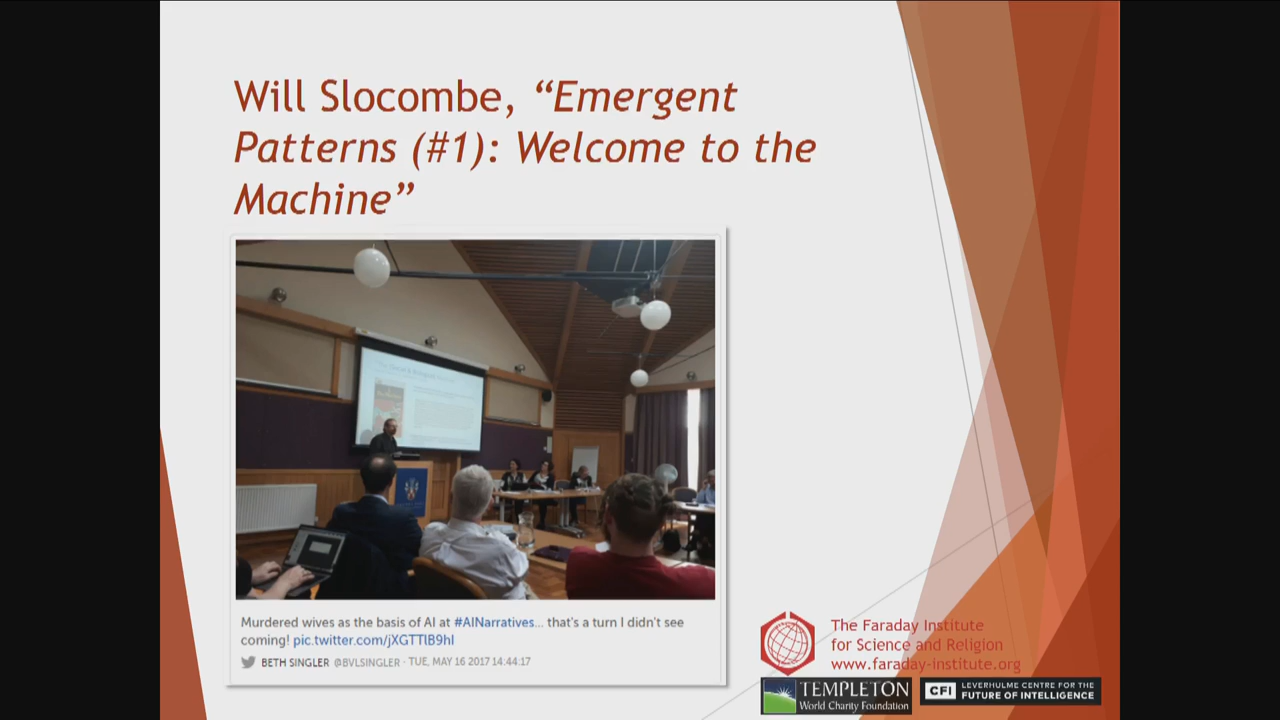 Will Slocombe, “Emergent
Patterns (#1): Welcome to the
Machine”
Murdered wives as the basis of AI at #AINarratives... that's a turn I didn't see
coming! pic.twitter.com/jXGTTlB9hl
BETH SINGLER @BVLSINGLER · TUE, MAY 16 2017 14:44:17
The Faraday Institute
for Science and Religion
www.faraday-institute.org
TEMPLETON
World Charity Foundation
CFI
LEVERHULME CENTRE FOR THE
FUTURE OF INTELLIGENCE